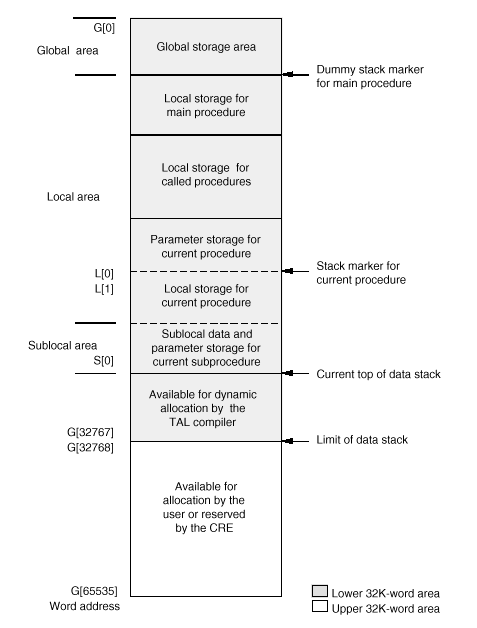 G[0]
Global storage area
Global area
Dummy stack marker
for main procedure
Local storage for
main procedure
Local storage for
called procedures
Local area
Parameter storage for
current procedure
L[0]
Stack marker for
current procedure
L[1]
Local storage for
current procedure
Sublocal area
Sublocal data and
parameter storage for
current subprocedure
S[0]
Current top of data stack
Available for dynamic
allocation by the
TAL compiler
G[32767]
G[32768]
Limit of data stack
Available for
allocation by the
user or reserved
by the CRE
G[65535]
Word address
Lower 32K-word area
Upper 32K-word area